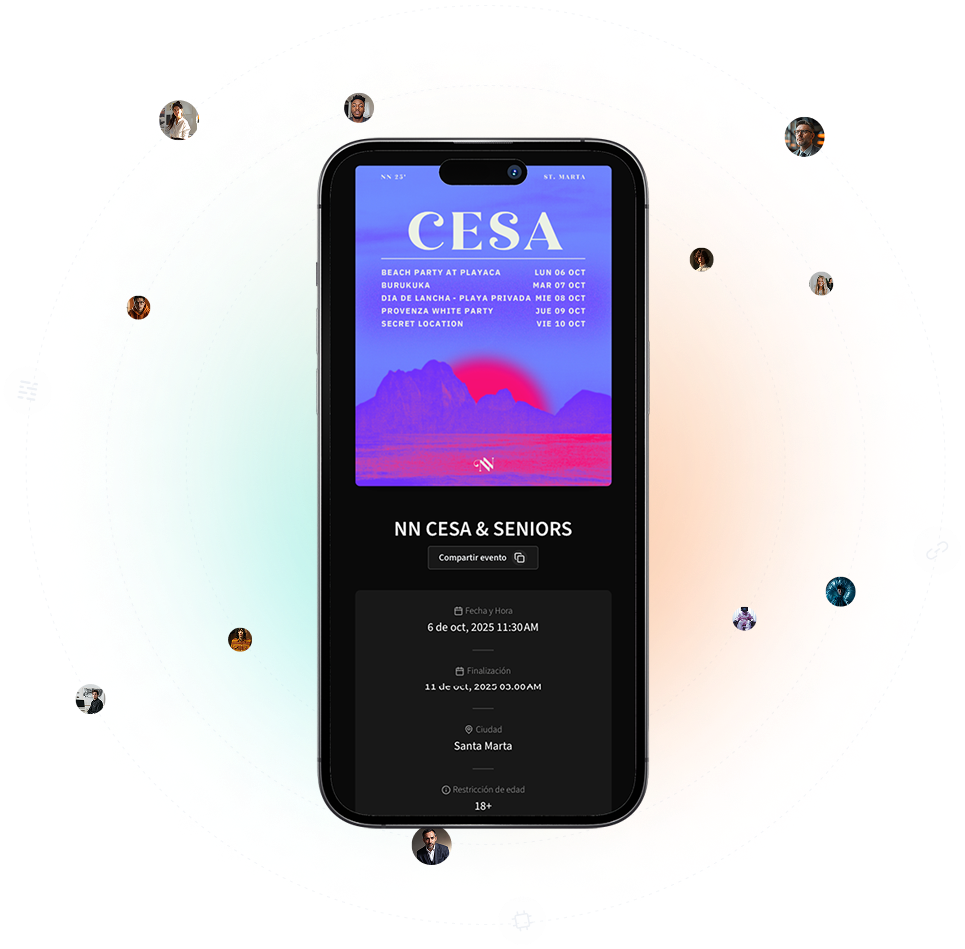 NN 25'
ST. MARTA
CESA
BEACH PARTY AT PLAYACA LUN 06 OCT
BURUKUKA MAR 07 OCT
DIA DE LANCHA - PLAYA PRIVADA MIE 08 OCT
PROVENZA WHITE PARTY JUE 09 OCT
SECRET LOCATION VIE 10 OCT
NN
NN CESA & SENIORS
Compartir evento
Fecha y Hora
6 de oct, 2025 11:30 AM
Finalización
11 de oct, 2025 03:00 AM
Ciudad
Santa Marta
Restricción de edad
18+